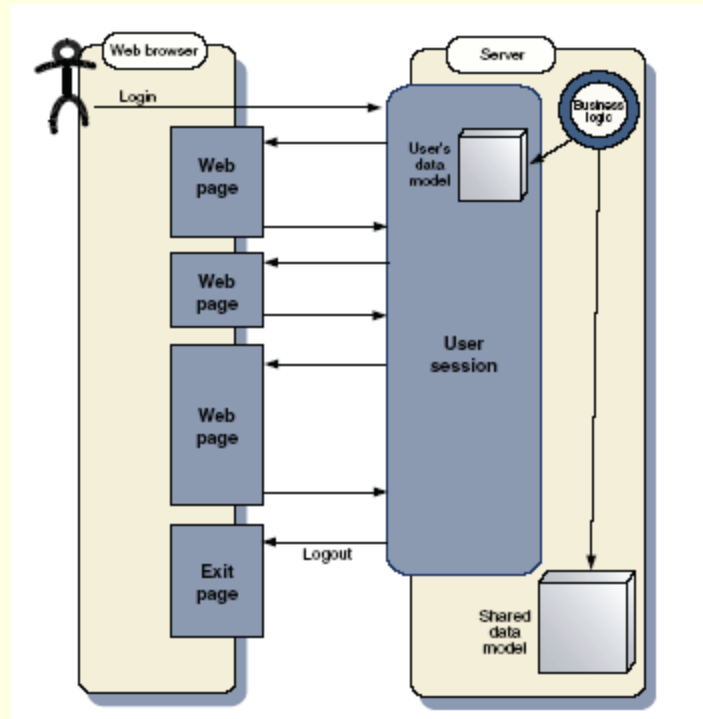 Web browser
Server
Login
Business
logic
User's
data
model
Web
page
Web
page
User
session
Web
page
Logout
Exit
page
Shared
data
model